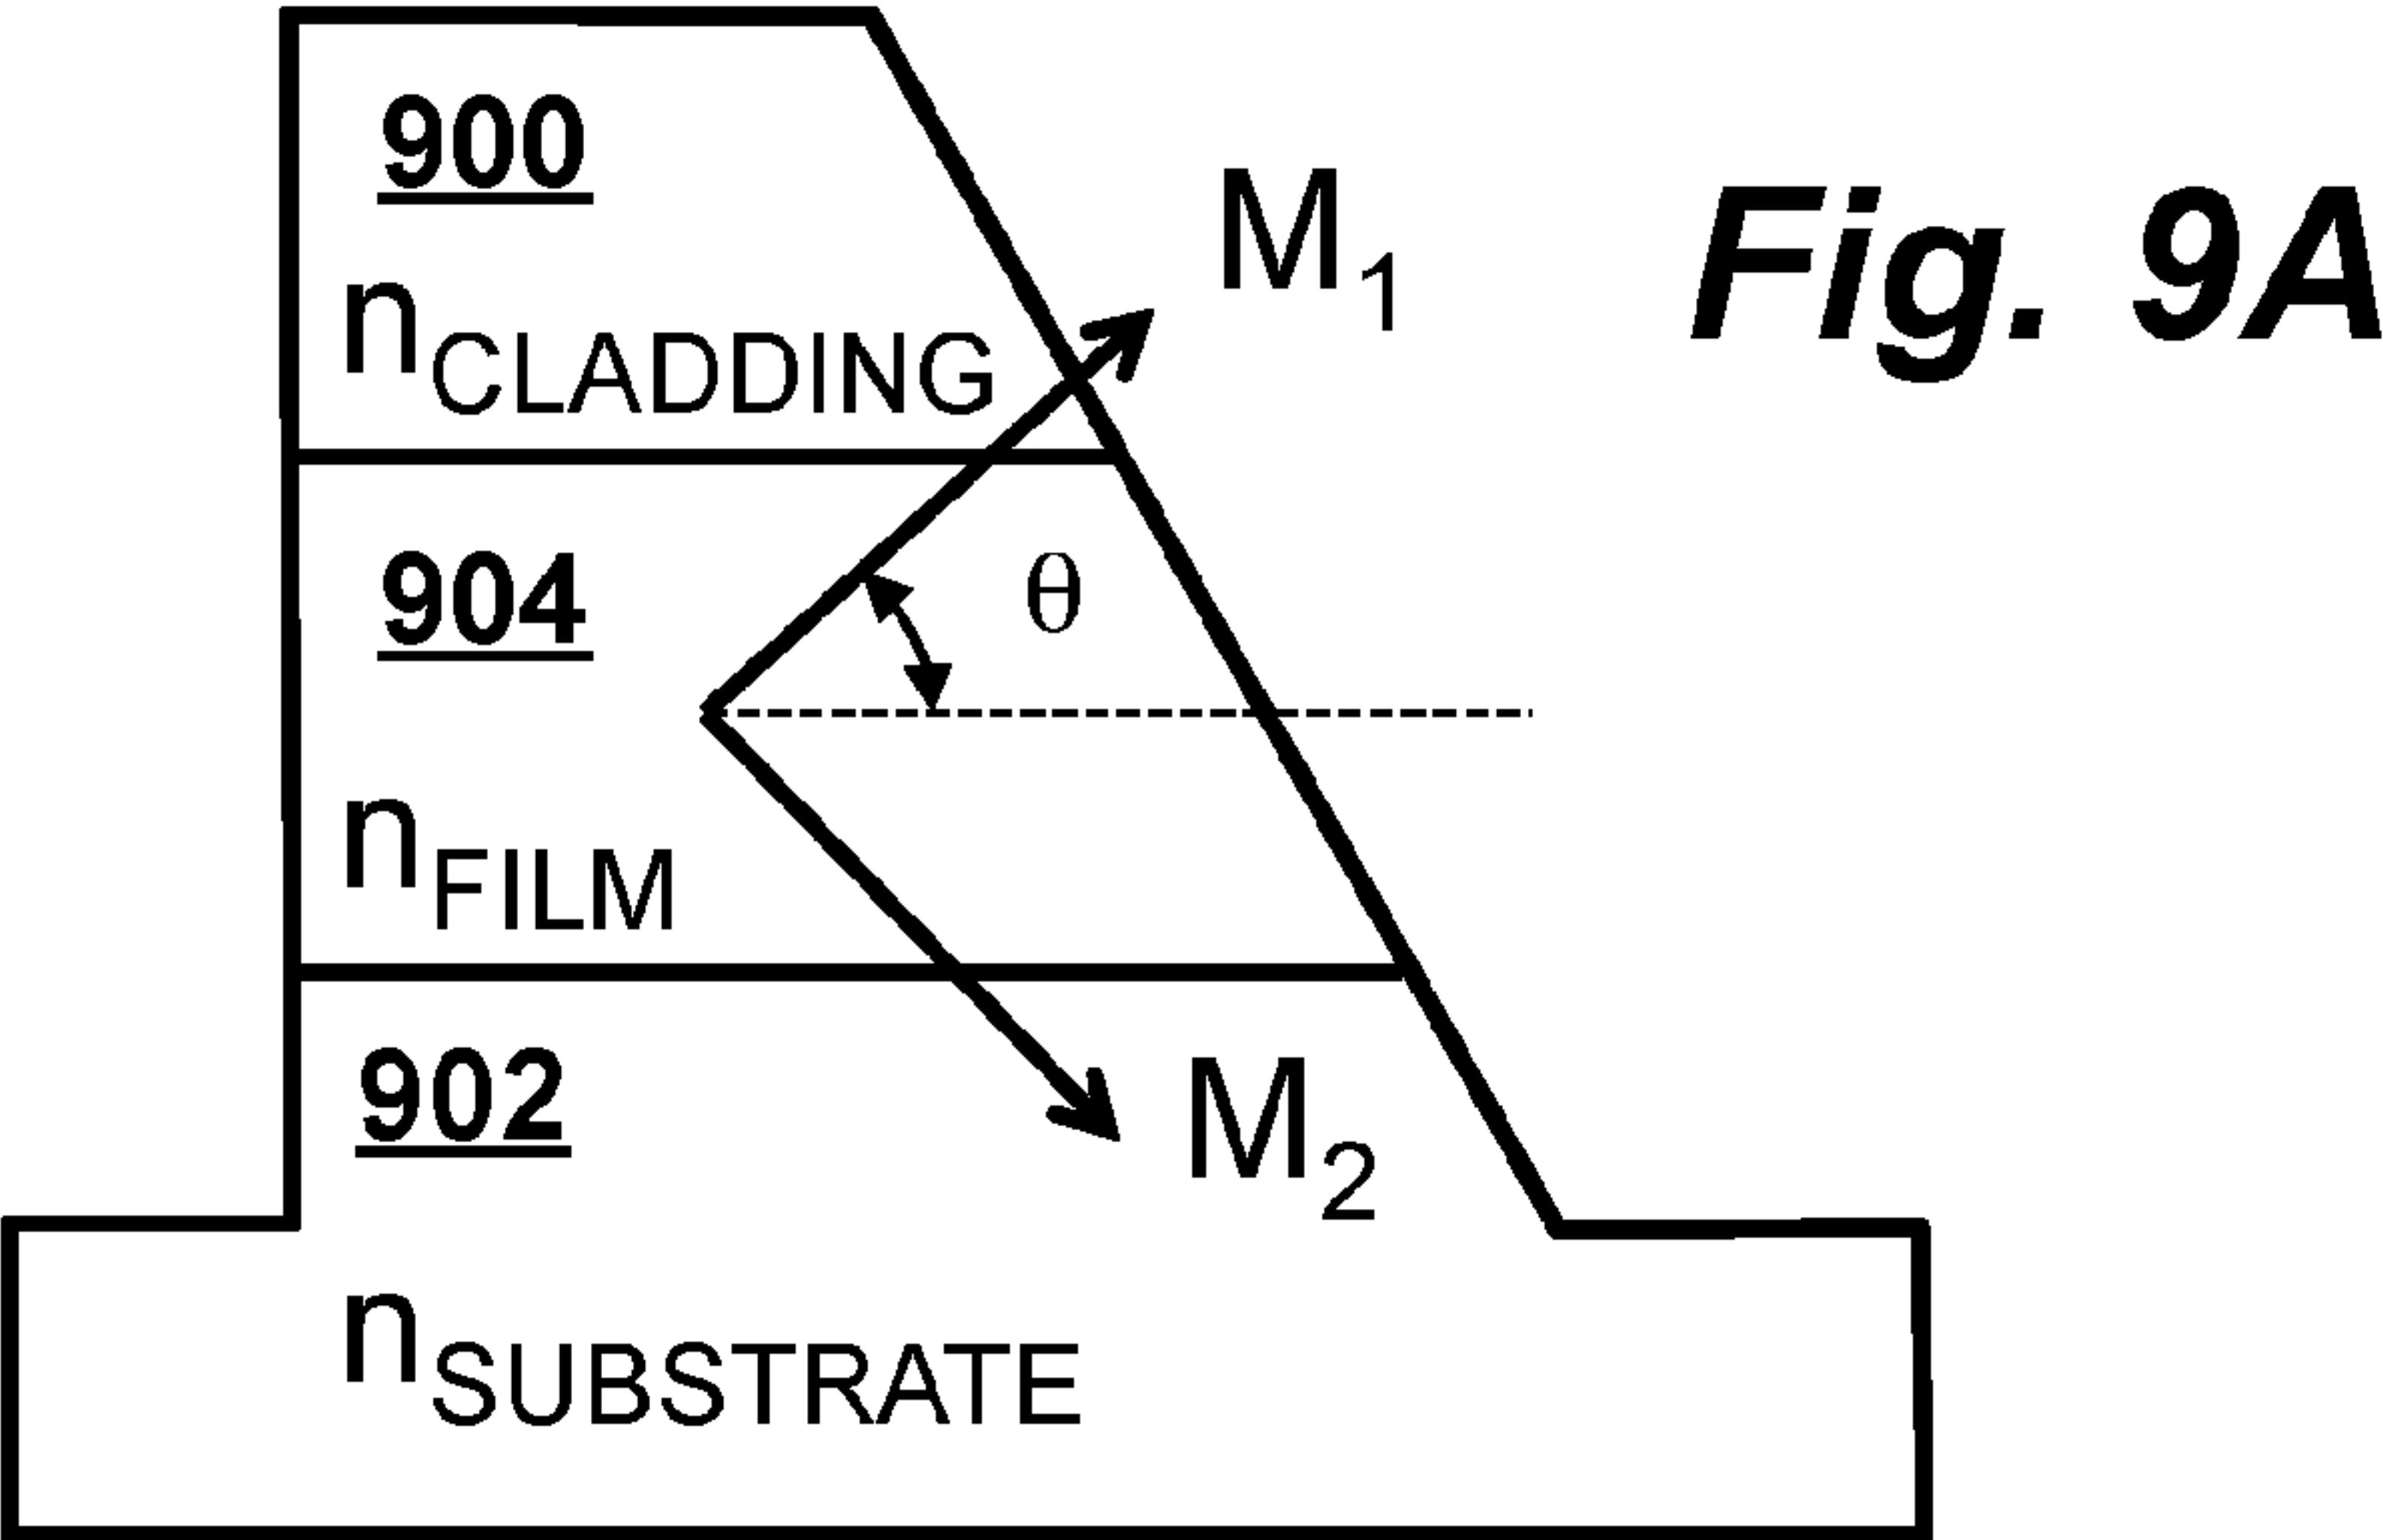 900
M₁
Fig. 9A
nCLADDING
904
θ
nFILM
902
M₂
nSUBSTRATE